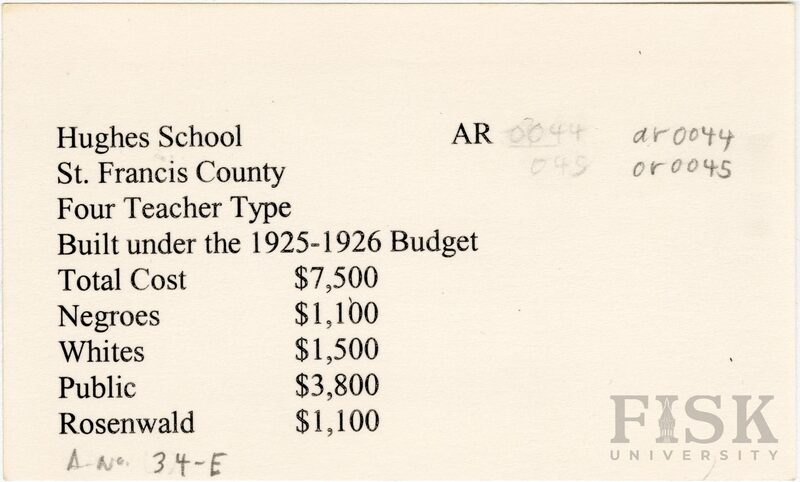 Hughes School AR 0044 ar0044
St. Francis County 045 or0045
Four Teacher Type
Built under the 1925-1926 Budget
Total Cost $7,500
Negroes $1,100
Whites $1,500
Public $3,800
Rosenwald $1,100
A-No. 34-E
FISK
UNIVERSITY